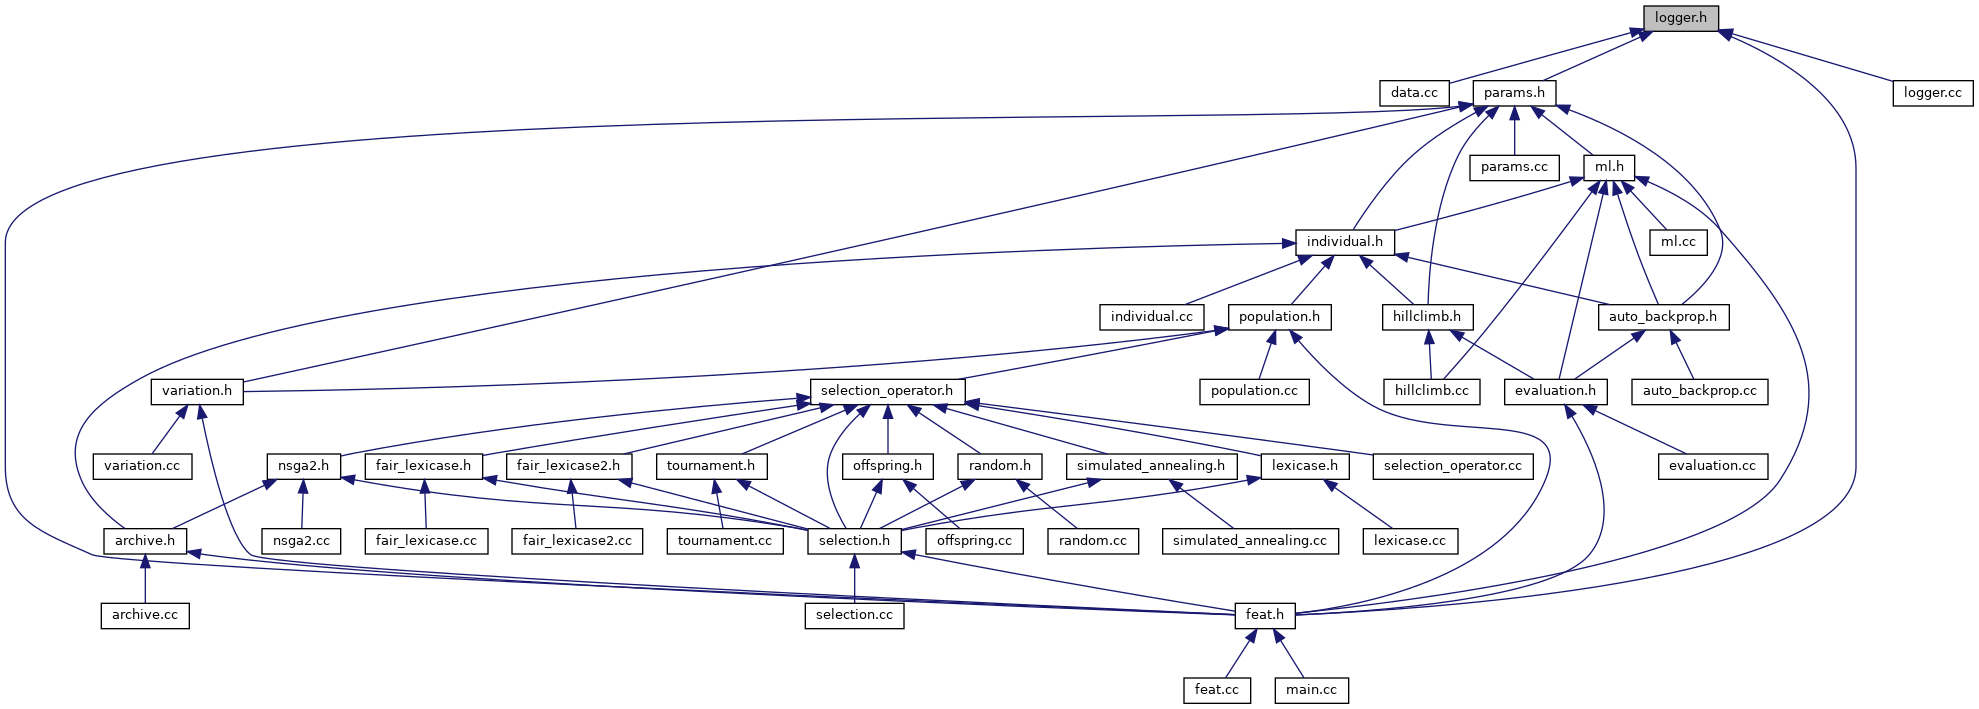 logger.h
data.cc
params.h
logger.cc
params.cc
ml.h
individual.h
ml.cc
individual.cc
population.h
hillclimb.h
auto_backprop.h
variation.h
selection_operator.h
population.cc
hillclimb.cc
evaluation.h
auto_backprop.cc
variation.cc
nsga2.h
fair_lexicase.h
fair_lexicase2.h
tournament.h
offspring.h
random.h
simulated_annealing.h
lexicase.h
selection_operator.cc
evaluation.cc
archive.h
nsga2.cc
fair_lexicase.cc
fair_lexicase2.cc
tournament.cc
selection.h
offspring.cc
random.cc
simulated_annealing.cc
lexicase.cc
archive.cc
selection.cc
feat.h
feat.cc
main.cc